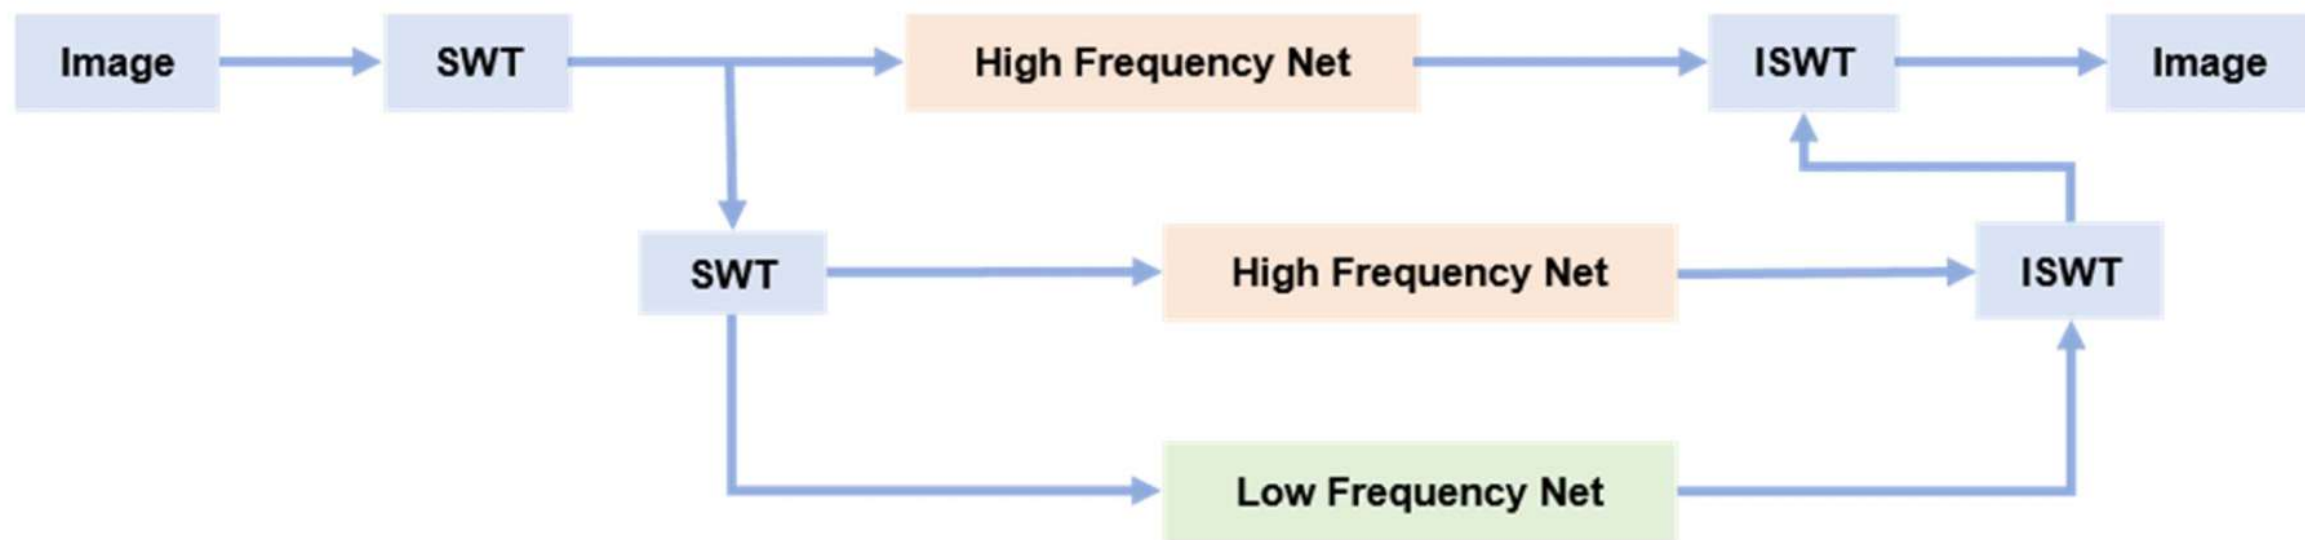 Image
SWT
High Frequency Net
ISWT
Image
SWT
High Frequency Net
ISWT
Low Frequency Net